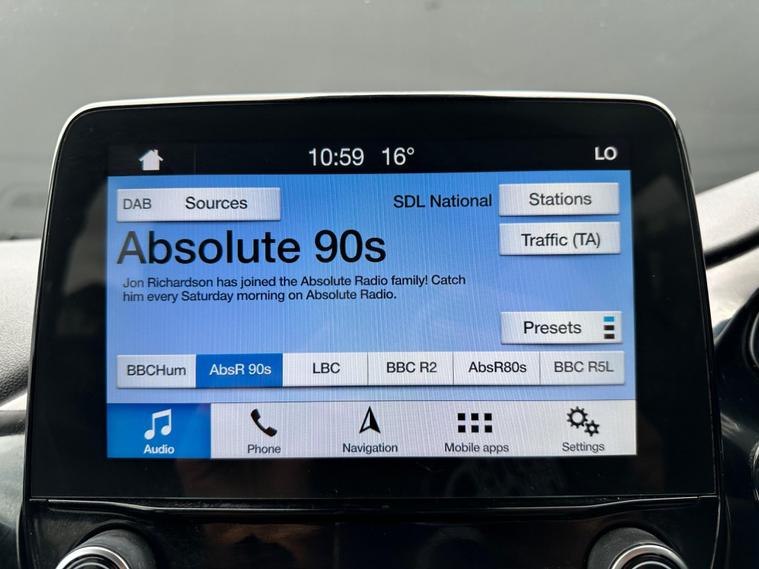 10:59 16° LO
DAB Sources SDL National Stations
Absolute 90s
Traffic (TA)
Jon Richardson has joined the Absolute Radio family! Catch
him every Saturday morning on Absolute Radio.
Presets
BBCHum AbsR 90s LBC BBC R2 AbsR80s BBC R5L
Audio Phone Navigation Mobile apps Settings